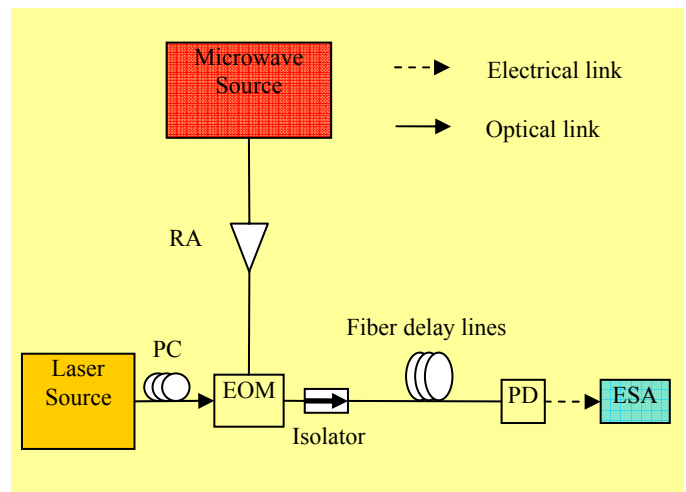 Microwave
Source
Electrical link
Optical link
RA
Fiber delay lines
PC
Laser
Source
EOM
Isolator
PD
ESA